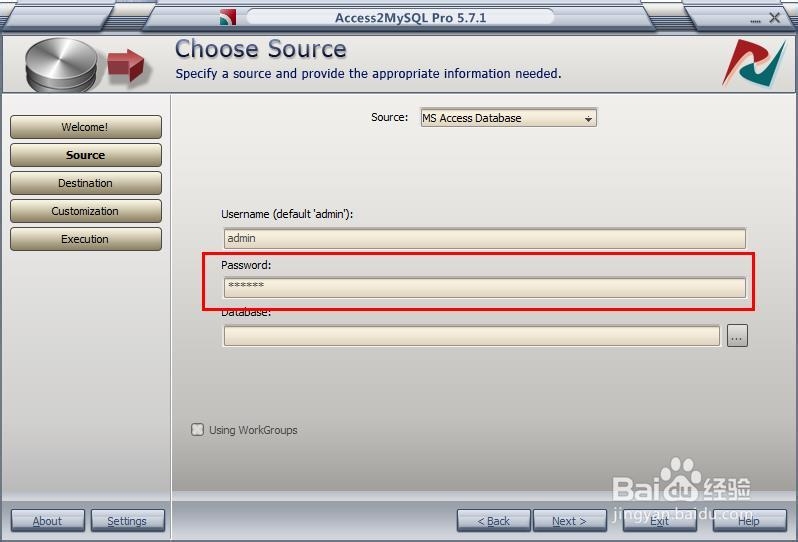 Access2MySQL Pro 5.7.1
Choose Source
Specify a source and provide the appropriate information needed.
Source: MS Access Database
Welcome!
Source
Destination
Customization
Execution
Username (default 'admin'):
admin
Password:
******
Database:
...
Using WorkGroups
Baidu 经验
jingyan.baidu.com
About
Settings
< Back
Next >
Exit
Help